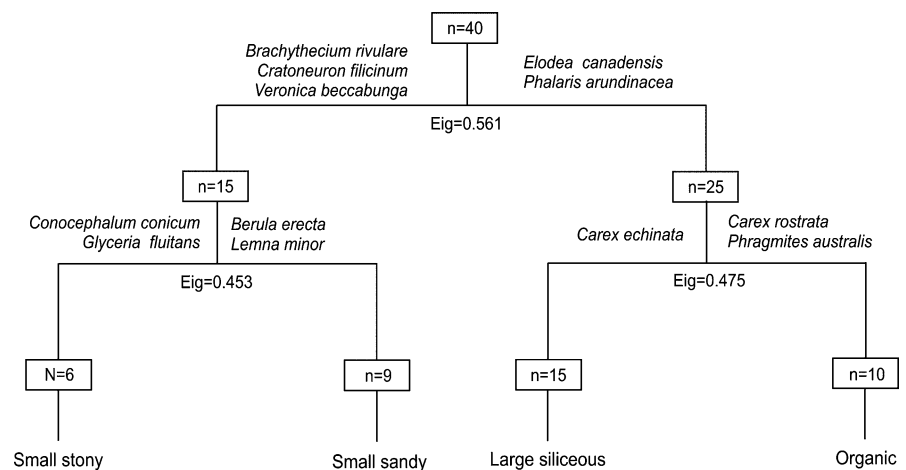 n=40
Brachythecium rivulare
Cratoneuron filicinum
Veronica beccabunga
Elodea canadensis
Phalaris arundinacea
Eig=0.561
n=15
n=25
Conocephalum conicum
Glyceria fluitans
Berula erecta
Lemna minor
Carex echinata
Carex rostrata
Phragmites australis
Eig=0.453
Eig=0.475
N=6
n=9
n=15
n=10
Small stony
Small sandy
Large siliceous
Organic